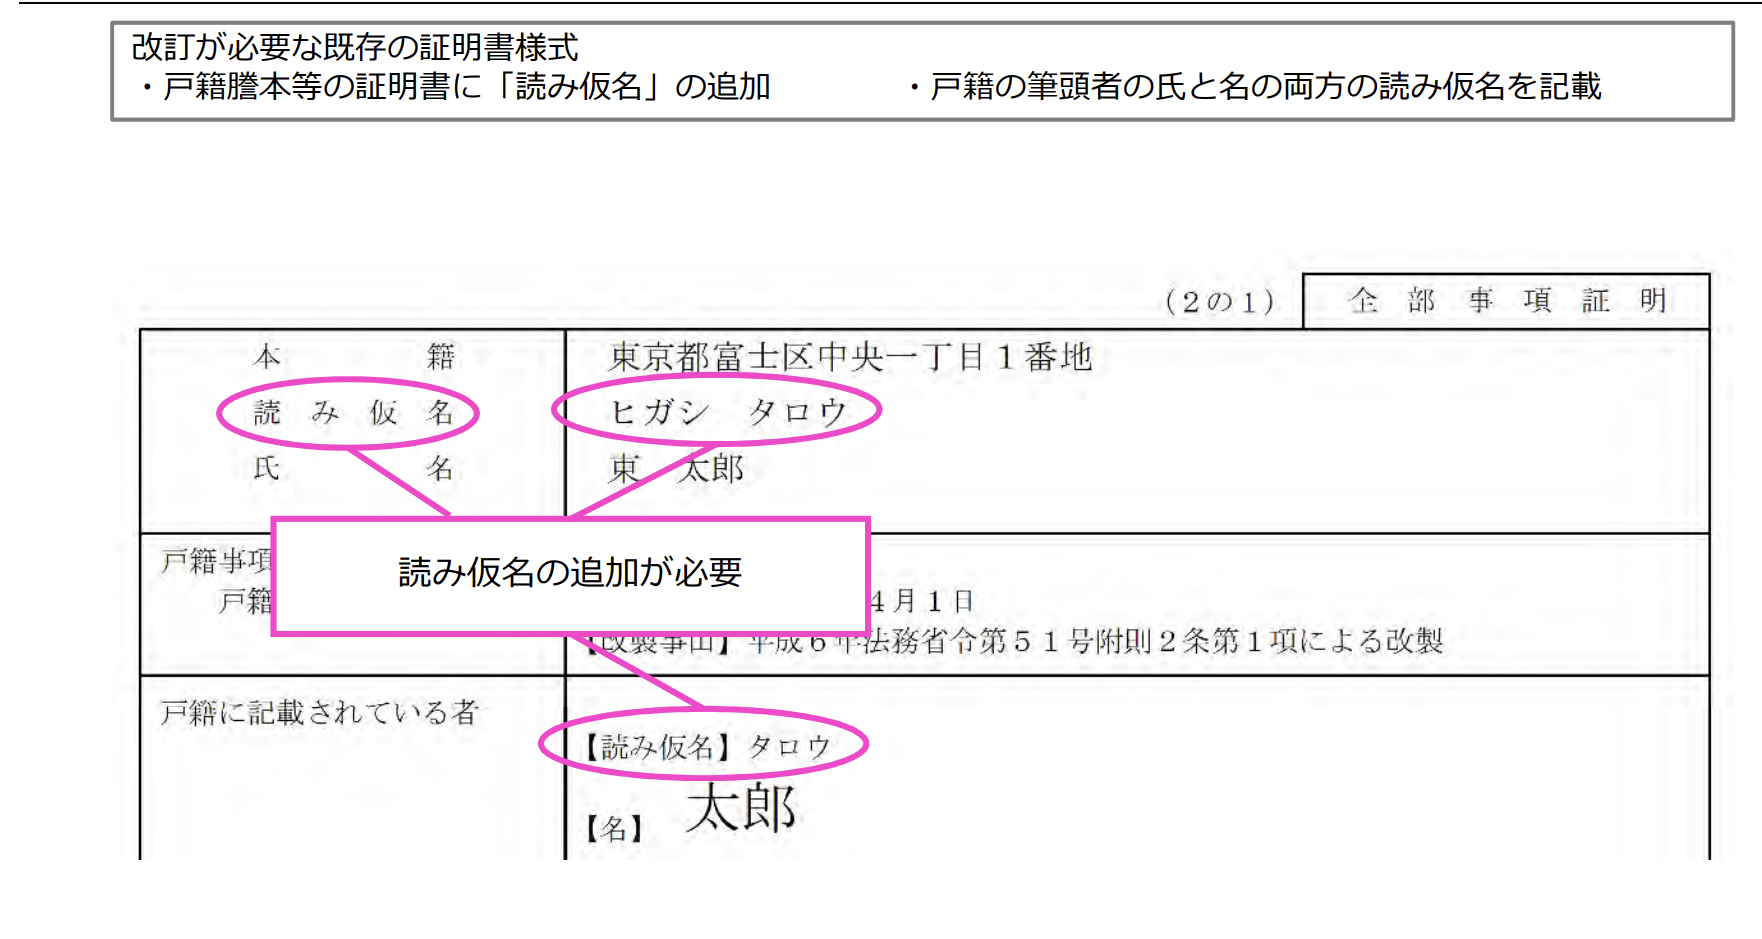 改訂が必要な既存の証明書様式
・戸籍謄本等の証明書に「読み仮名」の追加　　・戸籍の筆頭者の氏と名の両方の読み仮名を記載
（２の１）　全部事項証明
本籍　東京都富士区中央一丁目１番地
読み仮名　ヒガシ　タロウ
氏名　東　太郎
読み仮名の追加が必要
戸籍事項
戸籍　４月１日
【改製事由】平成６年法務省令第５１号附則２条第１項による改製
戸籍に記載されている者
【読み仮名】タロウ
【名】太郎